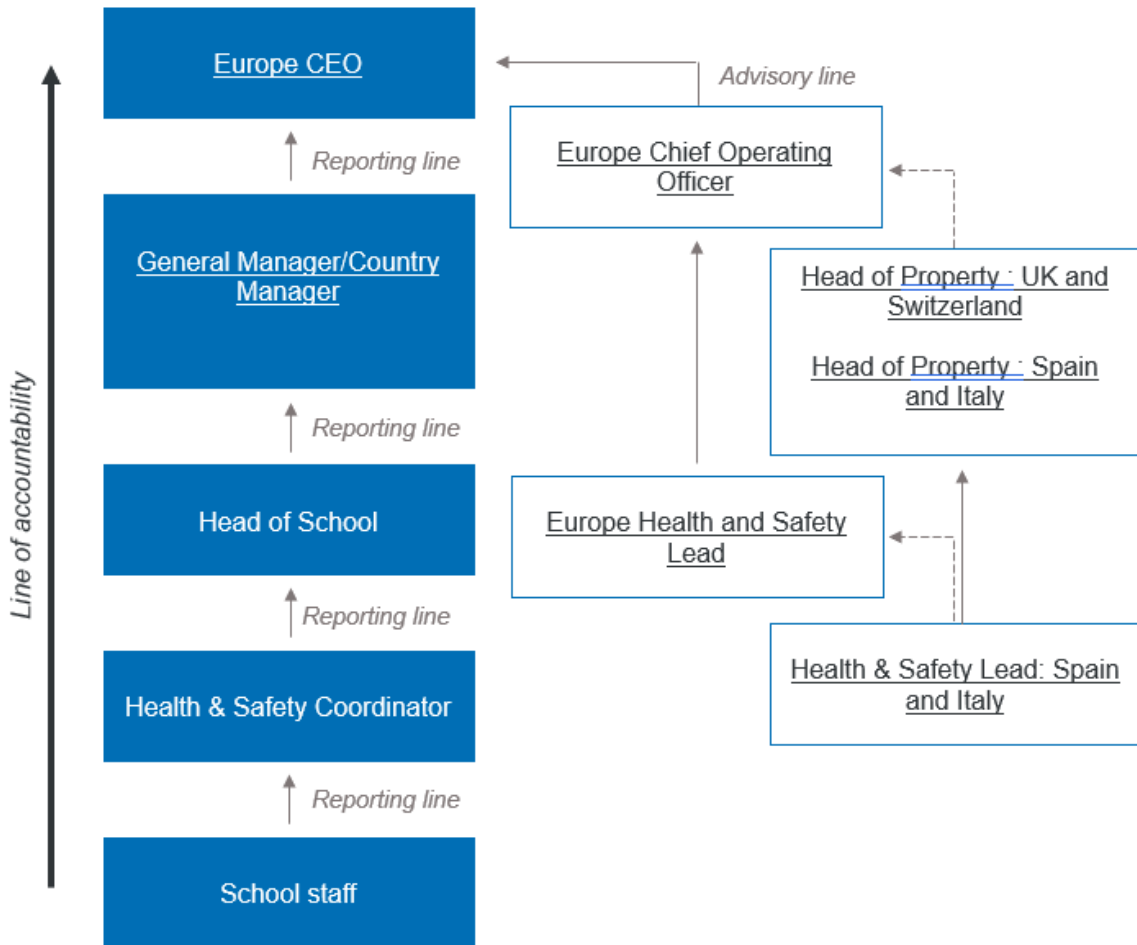 Europe CEO
Advisory line
Europe Chief Operating
Officer
Reporting line
General Manager/Country
Manager
Head of Property : UK and
Switzerland
Head of Property : Spain
and Italy
Line of accountability
Reporting line
Head of School
Europe Health and Safety
Lead
Reporting line
Health & Safety Coordinator
Health & Safety Lead: Spain
and Italy
Reporting line
School staff